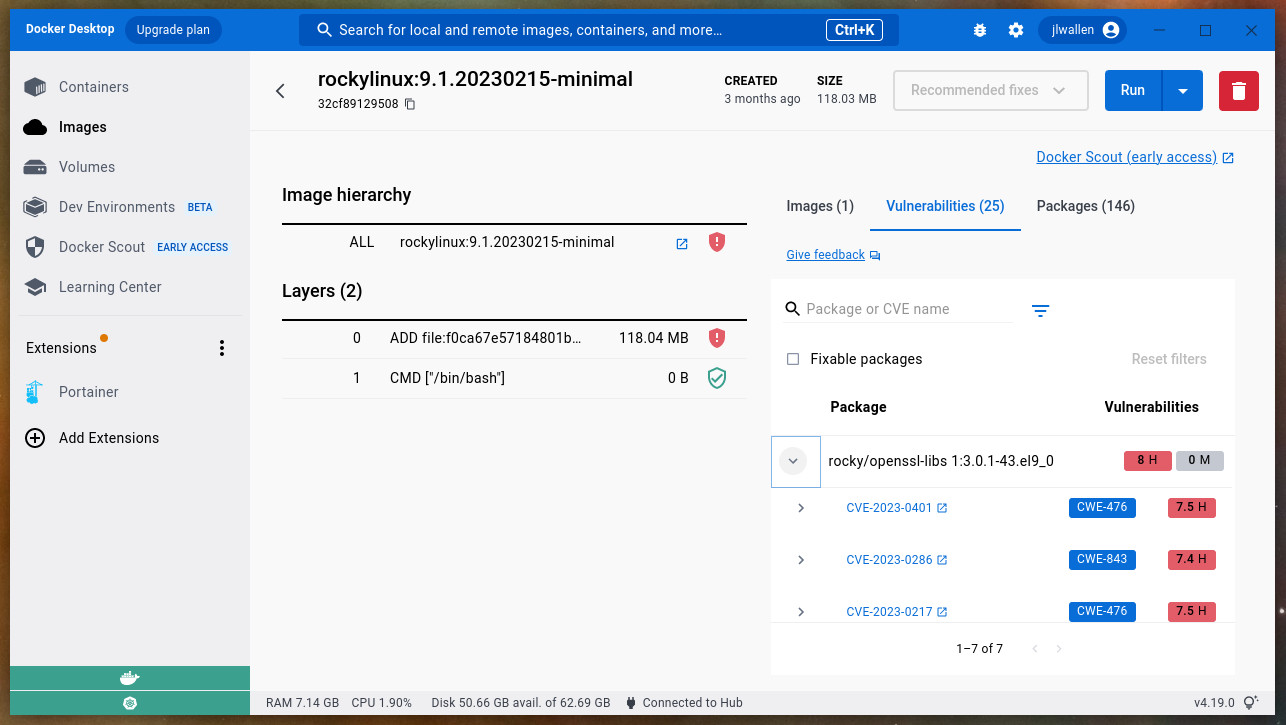 Docker Desktop
Upgrade plan
Search for local and remote images, containers, and more…
Ctrl+K
jlwallen
Containers
Images
Volumes
Dev Environments BETA
Docker Scout EARLY ACCESS
Learning Center
Extensions
Portainer
Add Extensions
rockylinux:9.1.20230215-minimal
32cf89129508
CREATED
3 months ago
SIZE
118.03 MB
Recommended fixes
Run
Docker Scout (early access)
Image hierarchy
ALL rockylinux:9.1.20230215-minimal
Layers (2)
0 ADD file:f0ca67e57184801b… 118.04 MB
1 CMD ["/bin/bash"] 0 B
Images (1) Vulnerabilities (25) Packages (146)
Give feedback
Package or CVE name
Fixable packages Reset filters
Package Vulnerabilities
rocky/openssl-libs 1:3.0.1-43.el9_0 8 H 0 M
CVE-2023-0401 CWE-476 7.5 H
CVE-2023-0286 CWE-843 7.4 H
CVE-2023-0217 CWE-476 7.5 H
1–7 of 7
RAM 7.14 GB CPU 1.90% Disk 50.66 GB avail. of 62.69 GB Connected to Hub v4.19.0